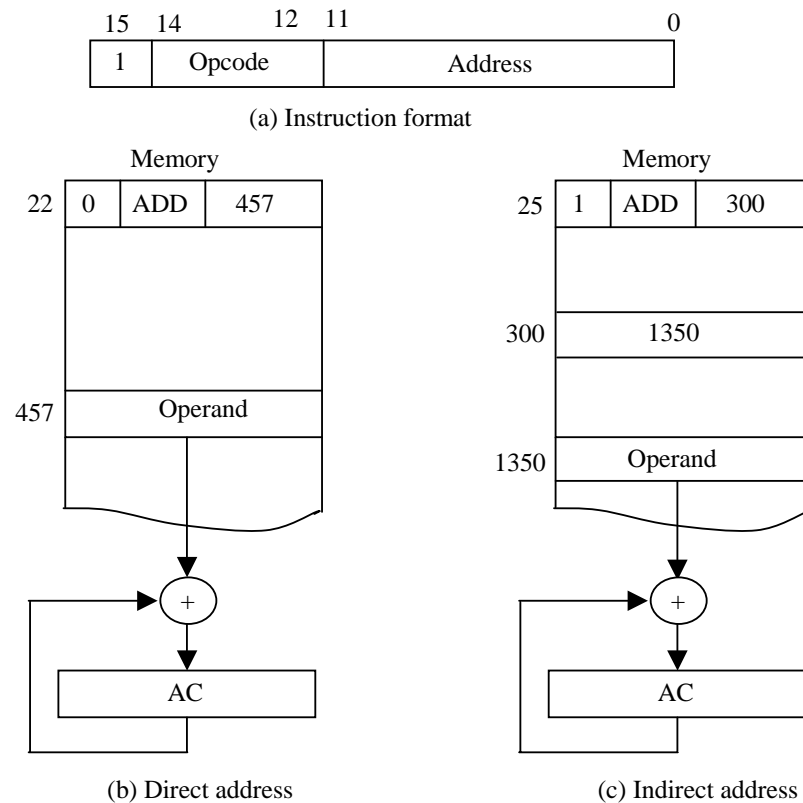 15 14 12 11 0
1 Opcode Address
(a) Instruction format
Memory
22 0 ADD 457
457 Operand
+
AC
(b) Direct address
Memory
25 1 ADD 300
300 1350
1350 Operand
+
AC
(c) Indirect address